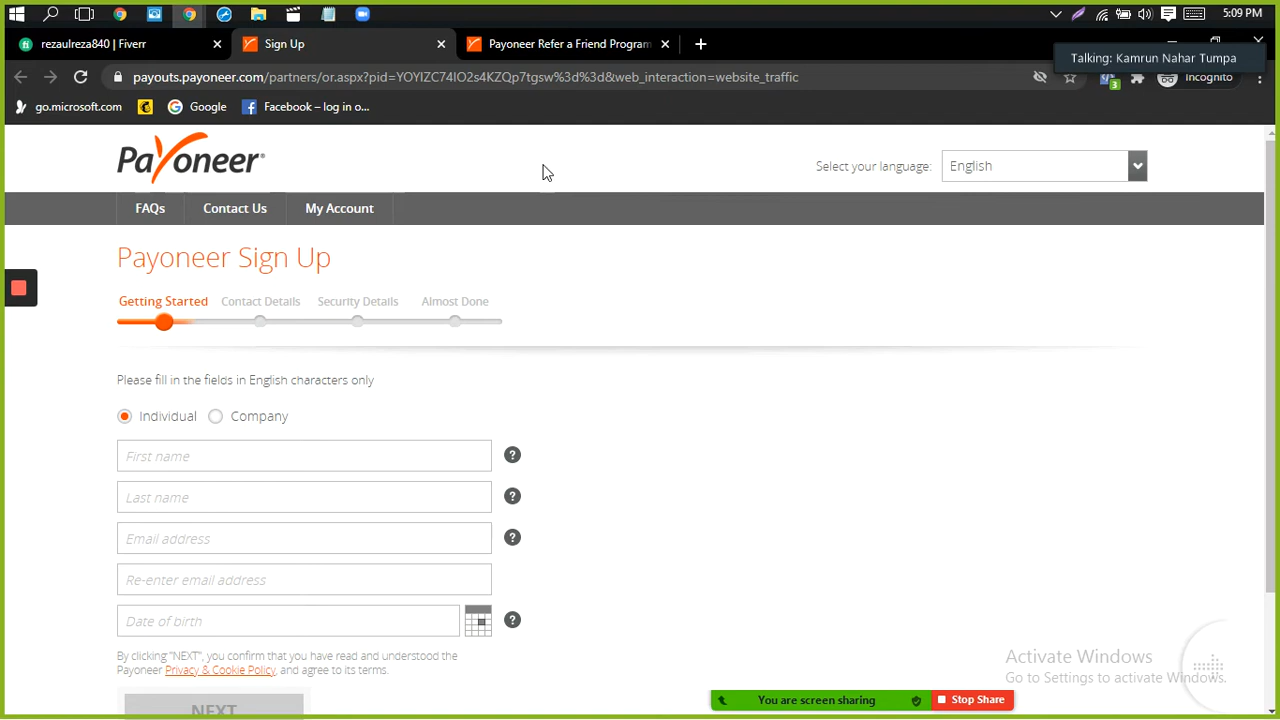 5:09 PM
rezaulreza840 | Fiverr
Sign Up
Payoneer Refer a Friend Program
Talking: Kamrun Nahar Tumpa
payouts.payoneer.com/partners/or.aspx?pid=YOYIZC74IO2s4KZQp7tgsw%3d%3d&web_interaction=website_traffic
3
Incognito
go.microsoft.com
Google
Facebook – log in o...
Payoneer
Select your language:
English
FAQs
Contact Us
My Account
Payoneer Sign Up
Getting Started
Contact Details
Security Details
Almost Done
Please fill in the fields in English characters only
Individual
Company
First name
?
Last name
?
Email address
?
Re-enter email address
Date of birth
?
By clicking "NEXT", you confirm that you have read and understood the
Payoneer Privacy & Cookie Policy, and agree to its terms.
NEXT
Activate Windows
Go to Settings to activate Windows.
You are screen sharing
Stop Share